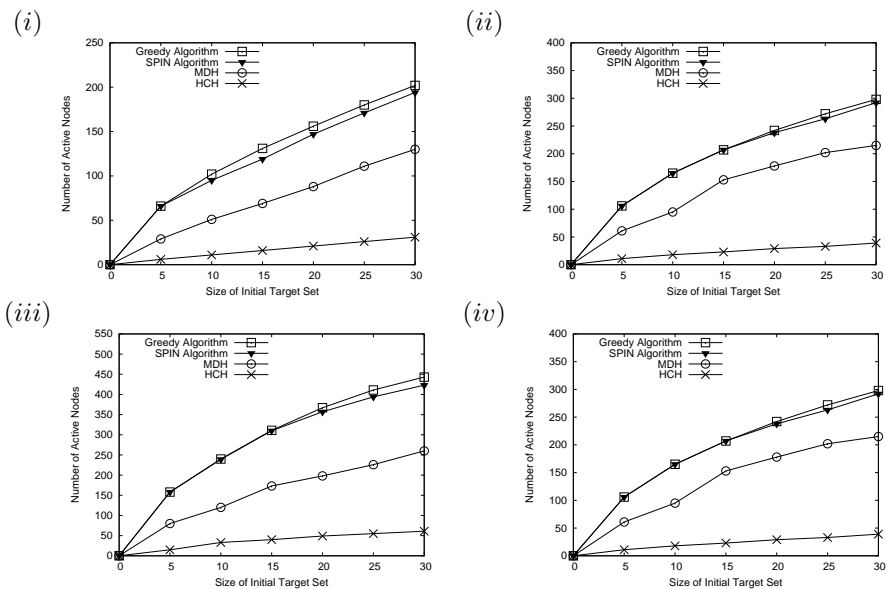 (i)
250
200
150
100
50
0
Number of Active Nodes
Greedy Algorithm
SPIN Algorithm
MDH
HCH
0 5 10 15 20 25 30
Size of Initial Target Set
(ii)
400
350
300
250
200
150
100
50
0
Number of Active Nodes
Greedy Algorithm
SPIN Algorithm
MDH
HCH
0 5 10 15 20 25 30
Size of Initial Target Set
(iii)
550
500
450
400
350
300
250
200
150
100
50
0
Number of Active Nodes
Greedy Algorithm
SPIN Algorithm
MDH
HCH
0 5 10 15 20 25 30
Size of Initial Target Set
(iv)
400
350
300
250
200
150
100
50
0
Number of Active Nodes
Greedy Algorithm
SPIN Algorithm
MDH
HCH
0 5 10 15 20 25 30
Size of Initial Target Set